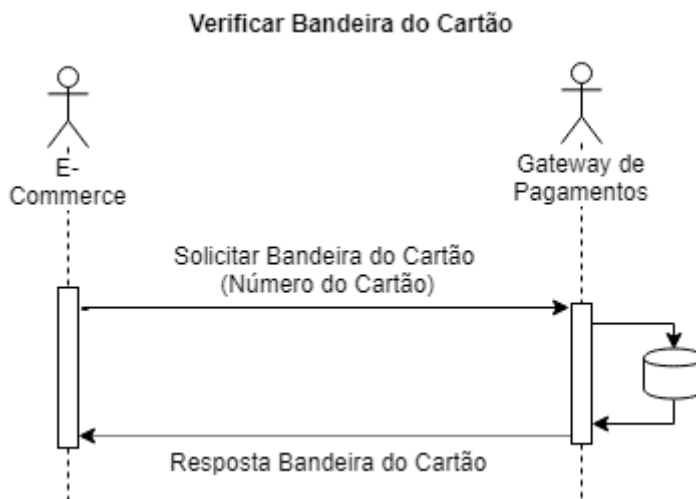 Verificar Bandeira do Cartão
E-
Commerce
Gateway de
Pagamentos
Solicitar Bandeira do Cartão
(Número do Cartão)
Resposta Bandeira do Cartão